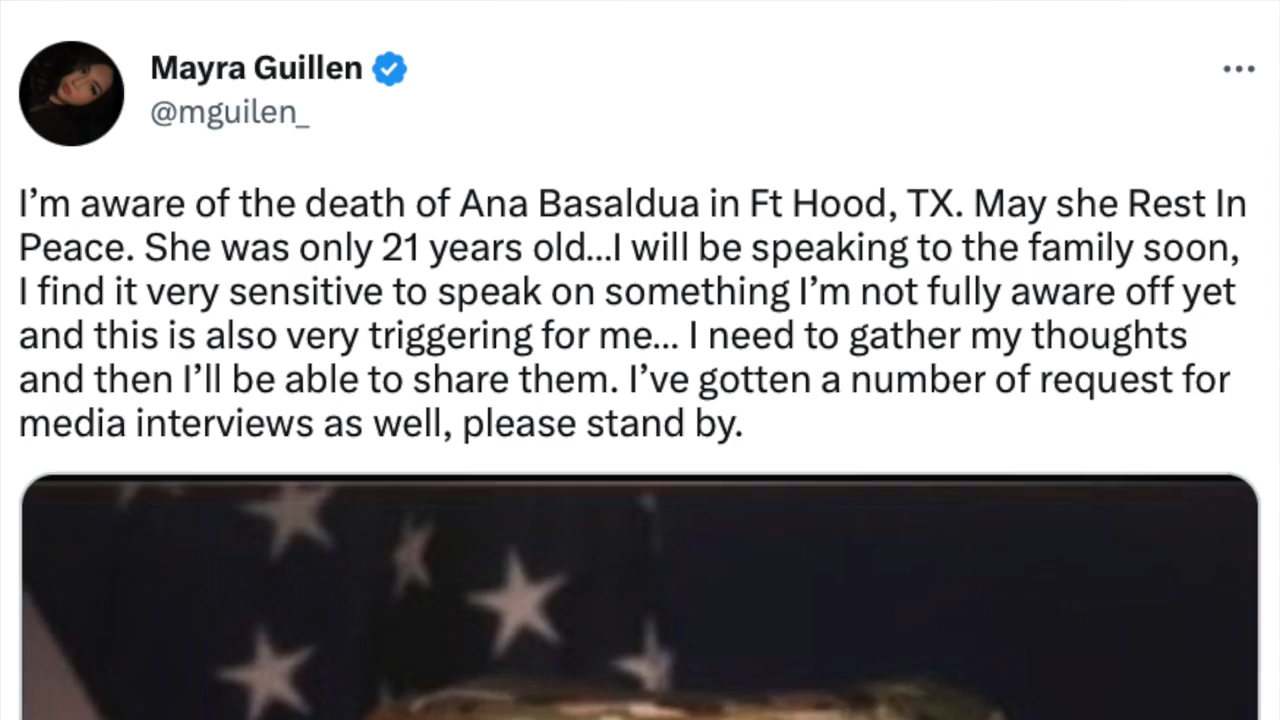 Mayra Guillen
@mguilen_
I’m aware of the death of Ana Basaldua in Ft Hood, TX. May she Rest In
Peace. She was only 21 years old...I will be speaking to the family soon,
I find it very sensitive to speak on something I’m not fully aware off yet
and this is also very triggering for me... I need to gather my thoughts
and then I’ll be able to share them. I’ve gotten a number of request for
media interviews as well, please stand by.